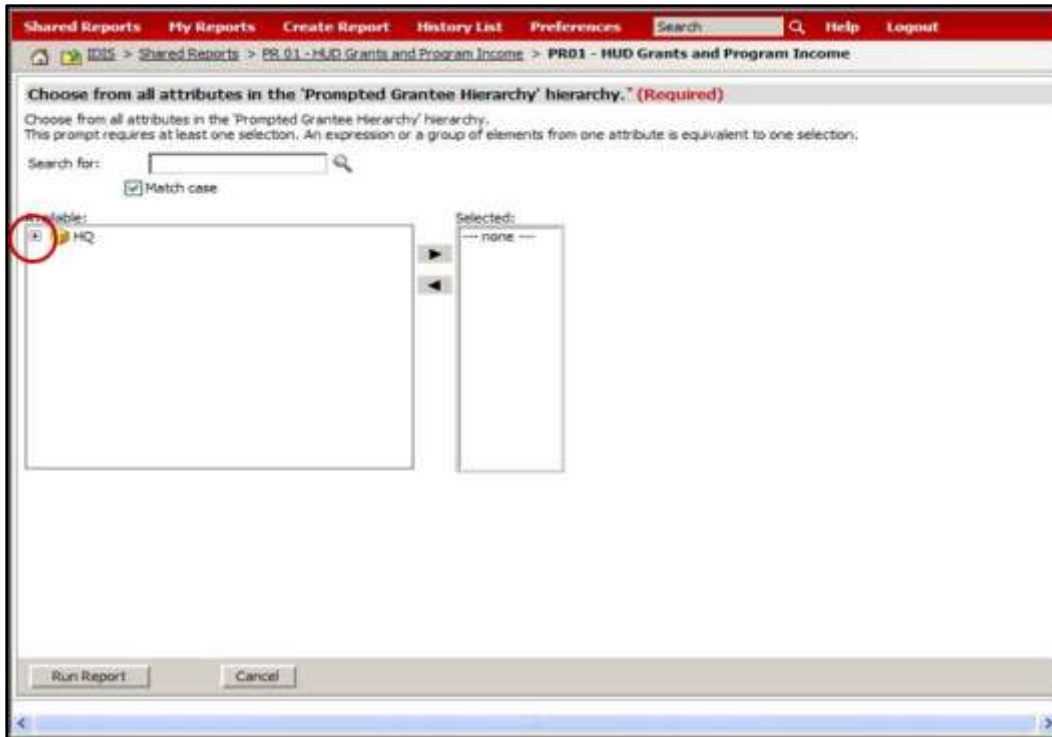 Shared Reports My Reports Create Report History List Preferences Search Help Logout
IDIS > Shared Reports > PR 01 - HUD Grants and Program Income > PR01 - HUD Grants and Program Income
Choose from all attributes in the 'Prompted Grantee Hierarchy' hierarchy." (Required)
Choose from all attributes in the 'Prompted Grantee Hierarchy' hierarchy.
This prompt requires at least one selection. An expression or a group of elements from one attribute is equivalent to one selection.
Search for:
Match case
Available: Selected:
HQ --- none ---
Run Report Cancel